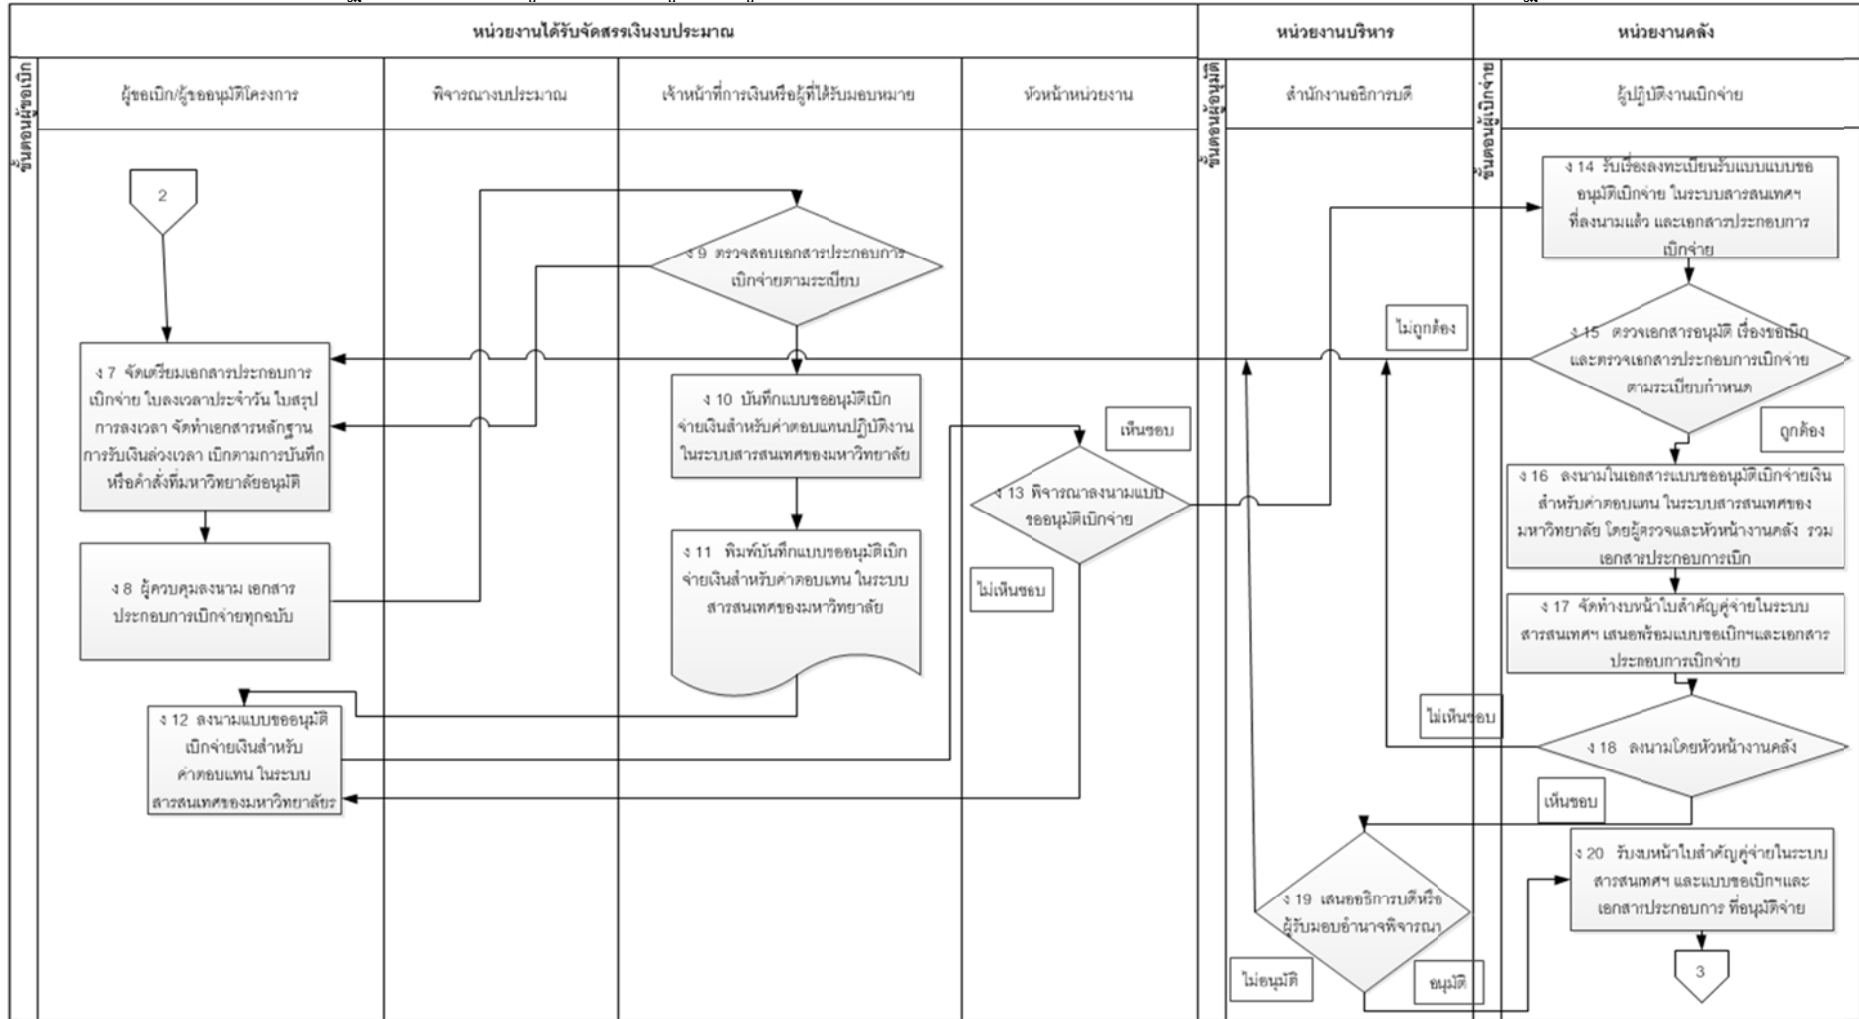 หน่วยงานได้รับจัดสรรเงินงบประมาณ
หน่วยงานบริหาร
หน่วยงานคลัง
ขั้นตอนผู้ขอเบิก
ผู้ขอเบิก/ผู้ขออนุมัติโครงการ
พิจารณางบประมาณ
เจ้าหน้าที่การเงินหรือผู้ที่ได้รับมอบหมาย
หัวหน้าหน่วยงาน
ขั้นตอนผู้อนุมัติ
สำนักงานอธิการบดี
ขั้นตอนผู้เบิกจ่าย
ผู้ปฏิบัติงานเบิกจ่าย
2
ง 7 จัดเตรียมเอกสารประกอบการ
เบิกจ่าย ใบลงเวลาประจำวัน ใบสรุป
การลงเวลา จัดทำเอกสารหลักฐาน
การรับเงินล่วงเวลา เบิกตามการบันทึก
หรือคำสั่งที่มหาวิทยาลัยอนุมัติ
ง 8 ผู้ควบคุมลงนาม เอกสาร
ประกอบการเบิกจ่ายทุกฉบับ
ง 9 ตรวจสอบเอกสารประกอบการ
เบิกจ่ายตามระเบียบ
ง 10 บันทึกแบบขออนุมัติเบิก
จ่ายเงินสำหรับค่าตอบแทนปฏิบัติงาน
ในระบบสารสนเทศของมหาวิทยาลัย
ง 11 พิมพ์บันทึกแบบขออนุมัติเบิก
จ่ายเงินสำหรับค่าตอบแทน ในระบบ
สารสนเทศของมหาวิทยาลัย
ง 12 ลงนามแบบขออนุมัติ
เบิกจ่ายเงินสำหรับ
ค่าตอบแทน ในระบบ
สารสนเทศของมหาวิทยาลัยร
เห็นชอบ
ง 13 พิจารณาลงนามแบบ
ขออนุมัติเบิกจ่าย
ไม่เห็นชอบ
ง 14 รับเรื่องลงทะเบียนรับแบบแบบขอ
อนุมัติเบิกจ่าย ในระบบสารสนเทศฯ
ที่ลงนามแล้ว และเอกสารประกอบการ
เบิกจ่าย
ไม่ถูกต้อง
ง 15 ตรวจเอกสารอนุมัติ เรื่องขอเบิก
และตรวจเอกสารประกอบการเบิกจ่าย
ตามระเบียบกำหนด
ถูกต้อง
ง 16 ลงนามในเอกสารแบบขออนุมัติเบิกจ่ายเงิน
สำหรับค่าตอบแทน ในระบบสารสนเทศของ
มหาวิทยาลัย โดยผู้ตรวจและหัวหน้างานคลัง รวม
เอกสารประกอบการเบิก
ง 17 จัดทำงบหน้าใบสำคัญคู่จ่ายในระบบ
สารสนเทศฯ เสนอพร้อมแบบขอเบิกฯและเอกสาร
ประกอบการเบิกจ่าย
ไม่เห็นชอบ
ง 18 ลงนามโดยหัวหน้างานคลัง
เห็นชอบ
ง 19 เสนออธิการบดีหรือ
ผู้รับมอบอำนาจพิจารณา
ไม่อนุมัติ
อนุมัติ
ง 20 รับงบหน้าใบสำคัญคู่จ่ายในระบบ
สารสนเทศฯ และแบบขอเบิกฯและ
เอกสารประกอบการ ที่อนุมัติจ่าย
3